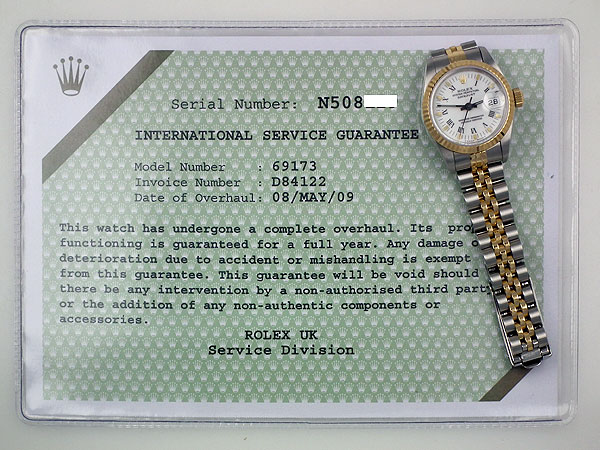 Serial Number: N508
INTERNATIONAL SERVICE GUARANTEE
Model Number : 69173
Invoice Number : D84122
Date of Overhaul: 08/MAY/09
This watch has undergone a complete overhaul. Its
functioning is guaranteed for a full year. Any damage
deterioration due to accident or mishandling is exempt
from this guarantee. This guarantee will be void should
there be any intervention by a non-authorised third party
or the addition of any non-authentic components or
accessories.
ROLEX UK
Service Division
ROLEX
28